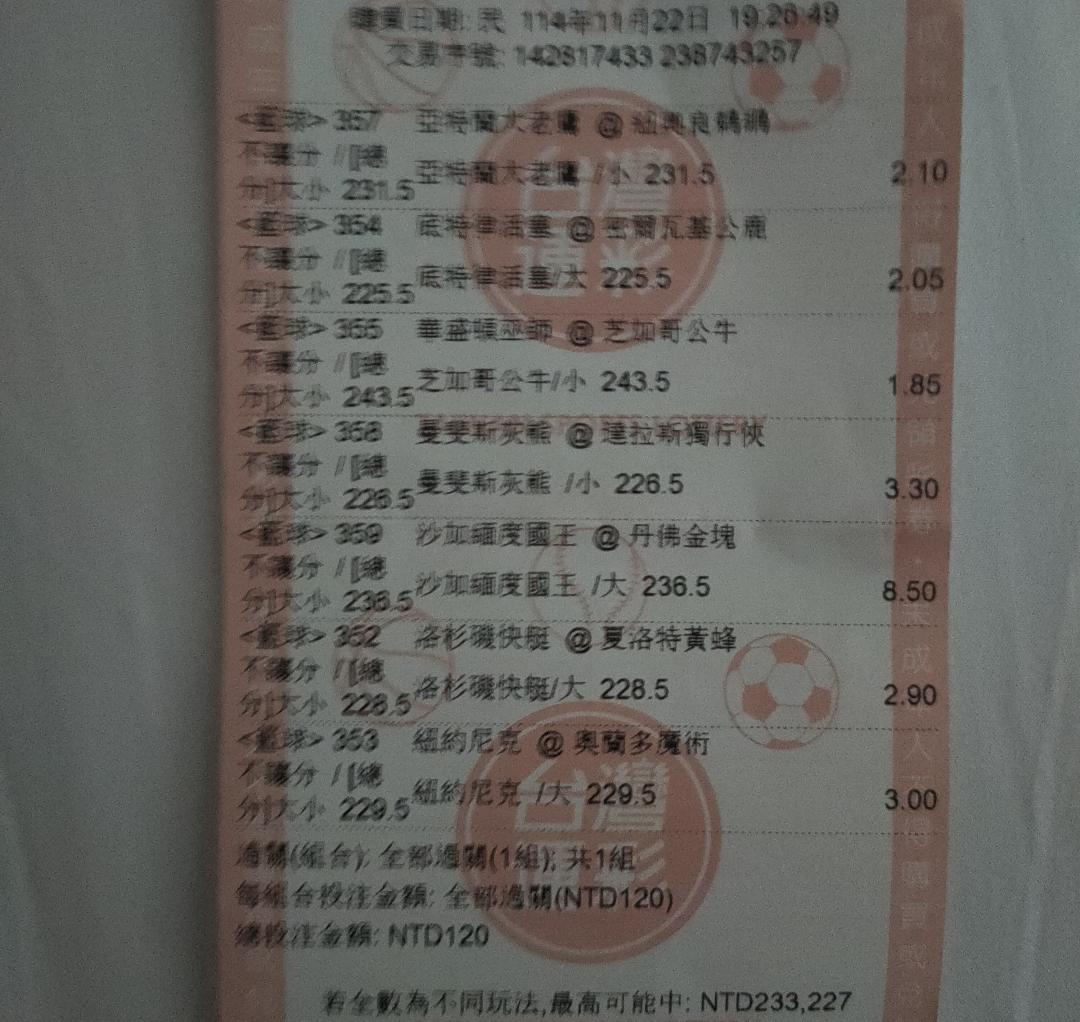 民 114年11月22日 19:20:49
交易序號: 142617433 238743257
<籃球> 357 亞特蘭大老鷹 @ 紐奧良鵜鶘
不讓分 / [總
分]大小 231.5 亞特蘭大老鷹 /小 231.5 2.10
<籃球> 354 底特律活塞 @ 密爾瓦基公鹿
不讓分 / [總
分]大小 225.5 底特律活塞/大 225.5 2.05
<籃球> 355 華盛頓巫師 @ 芝加哥公牛
不讓分 / [總
分]大小 243.5 芝加哥公牛/小 243.5 1.85
<籃球> 358 曼斐斯灰熊 @ 達拉斯獨行俠
不讓分 / [總
分]大小 226.5 曼斐斯灰熊 /小 226.5 3.30
<籃球> 359 沙加緬度國王 @ 丹佛金塊
不讓分 / [總
分]大小 236.5 沙加緬度國王 /大 236.5 8.50
<籃球> 352 洛杉磯快艇 @ 夏洛特黃蜂
不讓分 / [總
分]大小 228.5 洛杉磯快艇/大 228.5 2.90
<籃球> 353 紐約尼克 @ 奧蘭多魔術
不讓分 / [總
分]大小 229.5 紐約尼克 /大 229.5 3.00
過關(組合): 全部過關(1組); 共1組
每組合投注金額: 全部過關(NTD120)
總投注金額: NTD120
若全數為不同玩法,最高可能中: NTD233,227
台灣
運彩
台灣